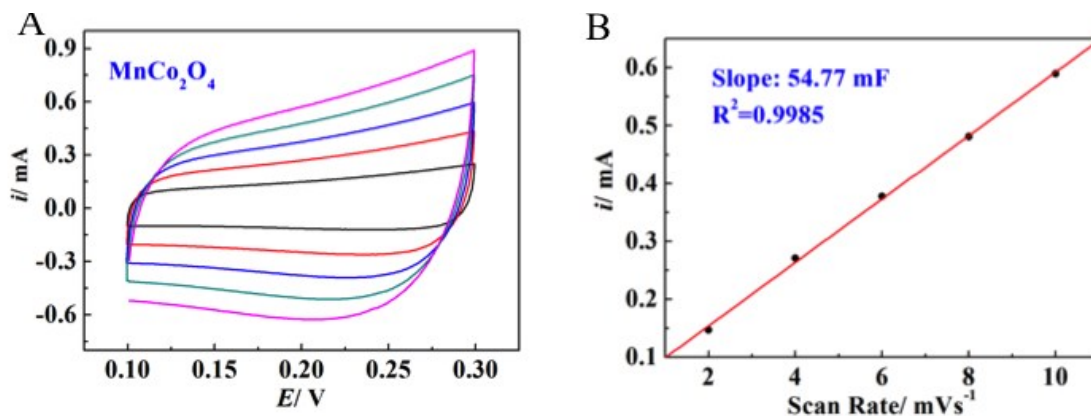 A
MnCo₂O₄
i/ mA
0.9
0.6
0.3
0.0
-0.3
-0.6
0.10
0.15
0.20
0.25
0.30
E/ V
B
Slope: 54.77 mF
R²=0.9985
i/ mA
0.6
0.5
0.4
0.3
0.2
0.1
2
4
6
8
10
Scan Rate/ mVs⁻¹